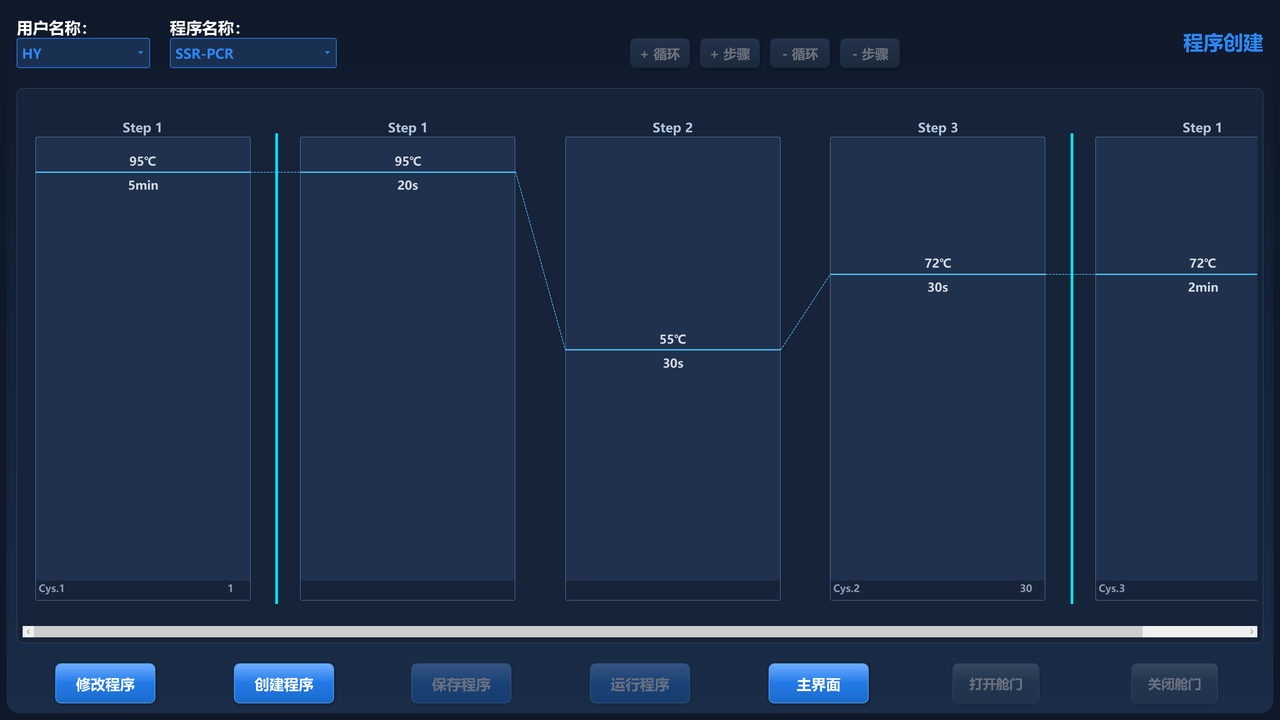 用户名称: 程序名称:
HY SSR-PCR + 循环 + 步骤 - 循环 - 步骤 程序创建
Step 1 Step 1 Step 2 Step 3 Step 1
95℃ 95℃
5min 20s
72℃ 72℃
30s 2min
55℃
30s
Cys.1 1 Cys.2 30 Cys.3
修改程序 创建程序 保存程序 运行程序 主界面 打开舱门 关闭舱门